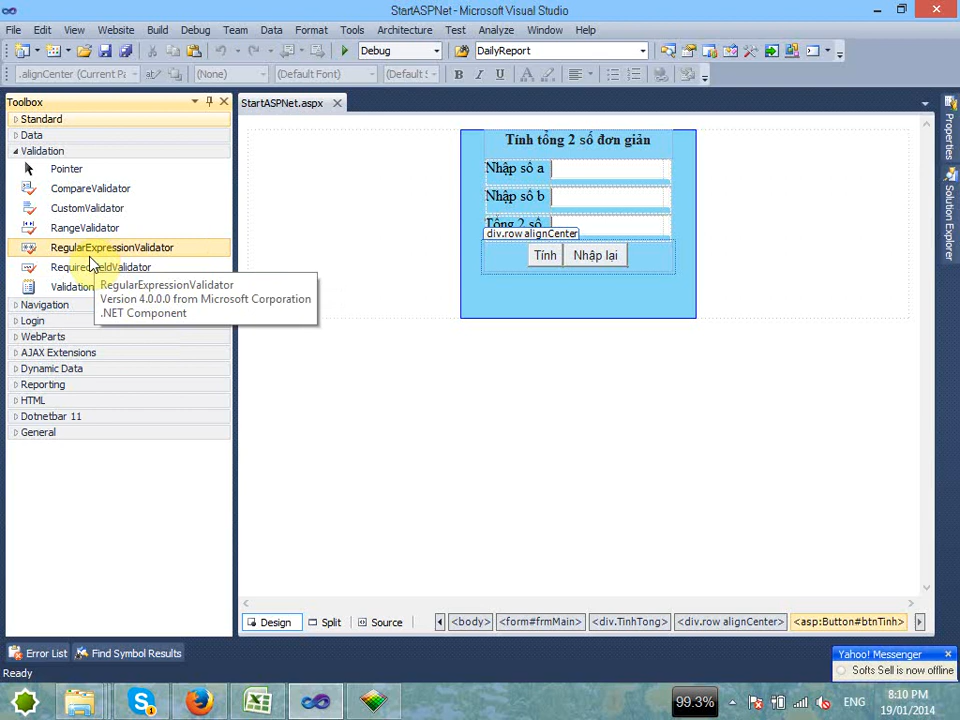 StartASPNet - Microsoft Visual Studio
File Edit View Website Build Debug Team Data Format Tools Architecture Test Analyze Window Help
Debug DailyReport
.alignCenter (Current Pa (None) (Default Font) (Default S B I U A
Toolbox
Standard
Data
Validation
Pointer
CompareValidator
CustomValidator
RangeValidator
RegularExpressionValidator
Validation
RegularExpressionValidator
Version 4.0.0.0 from Microsoft Corporation
.NET Component
Navigation
Login
WebParts
AJAX Extensions
Dynamic Data
Reporting
HTML
Dotnetbar 11
General
StartASPNet.aspx
Tính tổng 2 số đơn giản
Nhập số a
Nhập số b
Tổng 2 số
div.row alignCenter
Tính Nhập lại
Properties
Solution Explorer
Design Split Source <body> <form#frmMain> <div.TinhTong> <div.row alignCenter> <asp:Button#btnTinh>
Error List Find Symbol Results
Ready
Yahoo! Messenger
Softs Sell is now offline
99.3% ENG
8:10 PM
19/01/2014